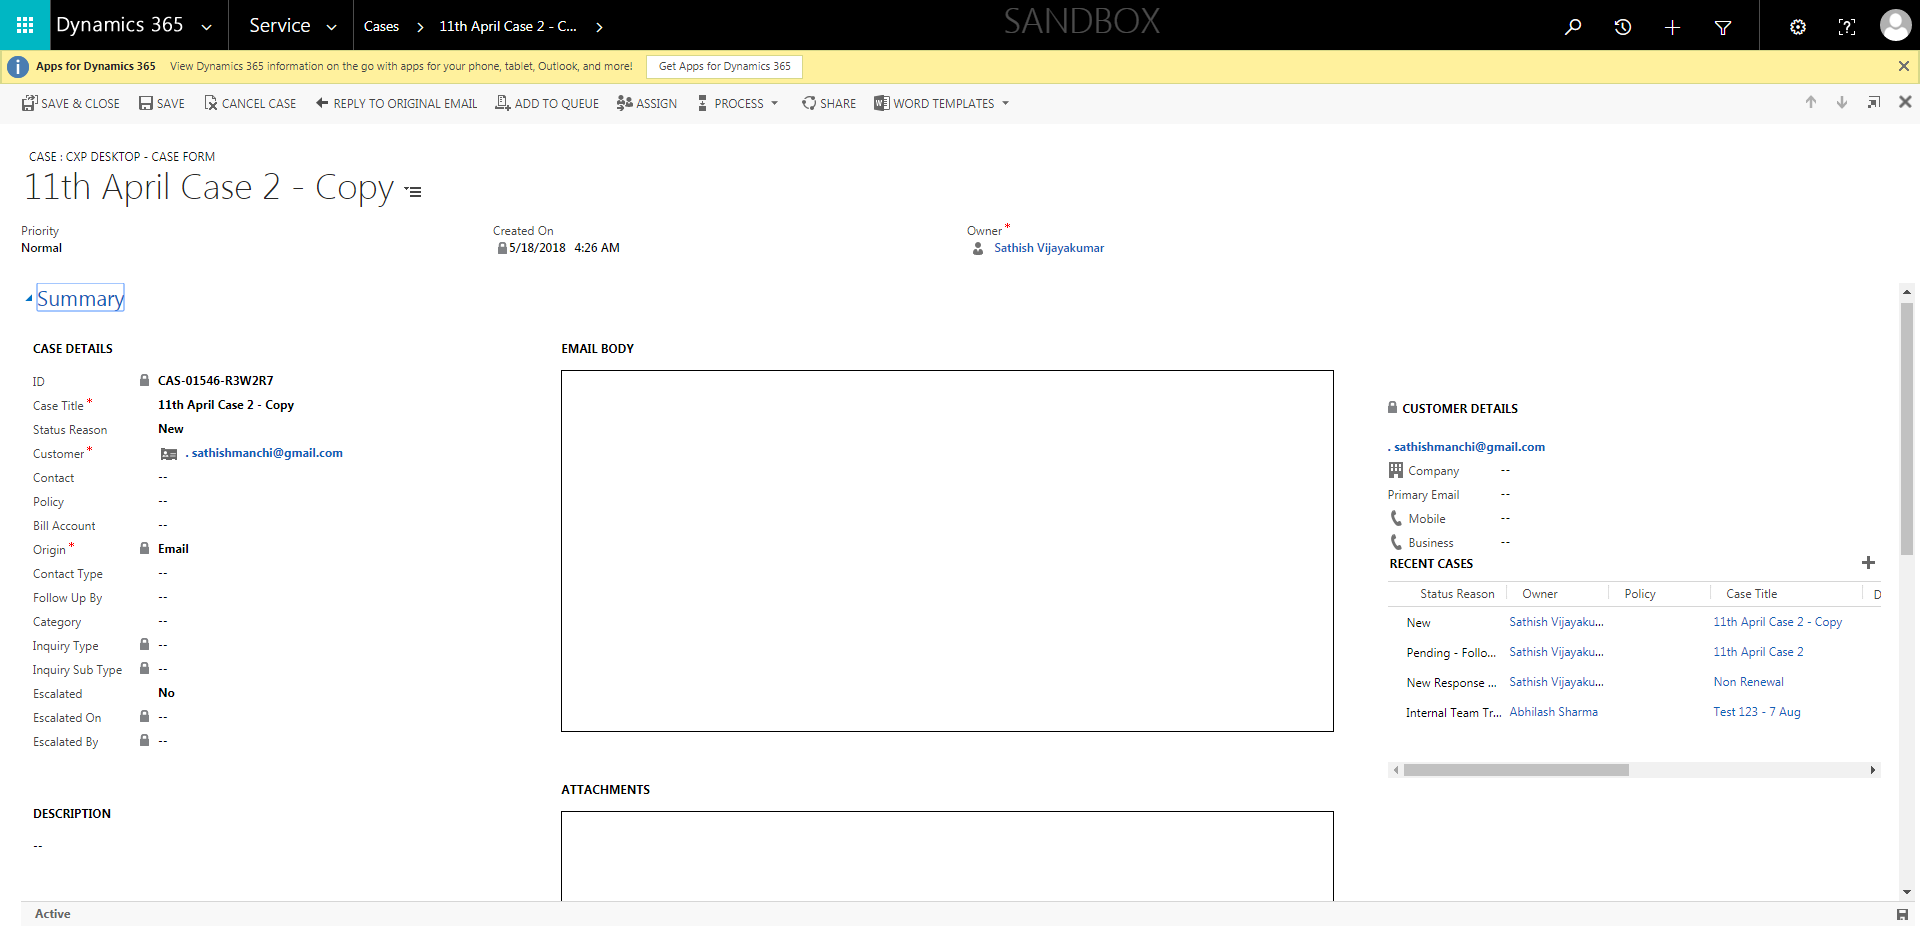 Dynamics 365 Service Cases 11th April Case 2 - C... SANDBOX
Apps for Dynamics 365 View Dynamics 365 information on the go with apps for your phone, tablet, Outlook, and more! Get Apps for Dynamics 365
SAVE & CLOSE SAVE CANCEL CASE REPLY TO ORIGINAL EMAIL ADD TO QUEUE ASSIGN PROCESS SHARE WORD TEMPLATES
CASE : CXP DESKTOP - CASE FORM
11th April Case 2 - Copy
Priority
Normal
Created On
5/18/2018 4:26 AM
Owner *
Sathish Vijayakumar
Summary
CASE DETAILS
ID CAS-01546-R3W2R7
Case Title * 11th April Case 2 - Copy
Status Reason New
Customer * . sathishmanchi@gmail.com
Contact --
Policy --
Bill Account --
Origin * Email
Contact Type --
Follow Up By --
Category --
Inquiry Type --
Inquiry Sub Type --
Escalated No
Escalated On --
Escalated By --
DESCRIPTION
--
EMAIL BODY
ATTACHMENTS
CUSTOMER DETAILS
. sathishmanchi@gmail.com
Company --
Primary Email --
Mobile --
Business --
RECENT CASES
Status Reason Owner Policy Case Title D
New Sathish Vijayaku... 11th April Case 2 - Copy
Pending - Follo... Sathish Vijayaku... 11th April Case 2
New Response ... Sathish Vijayaku... Non Renewal
Internal Team Tr... Abhilash Sharma Test 123 - 7 Aug
Active